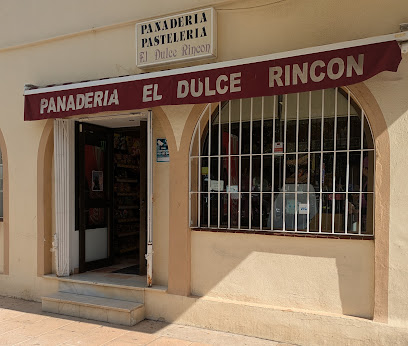 PANADERIA
PASTELERIA
El Dulce Rincon
PANADERIA EL DULCE RINCON